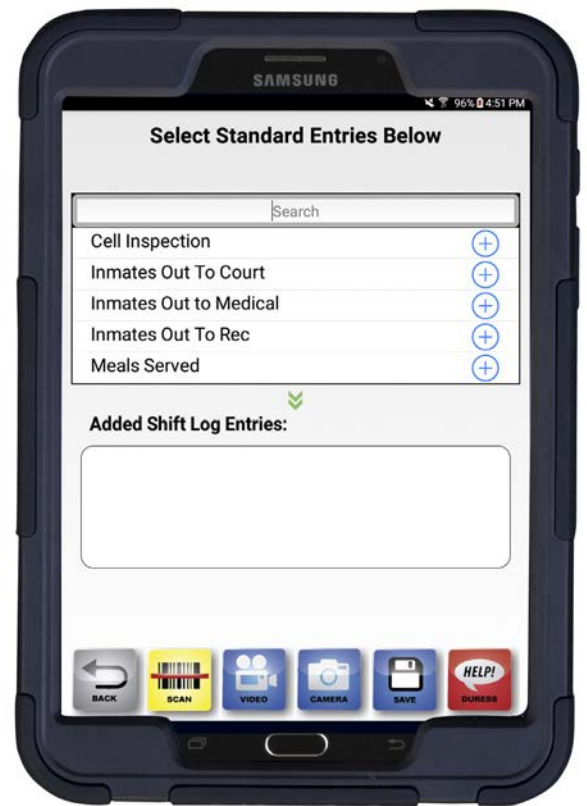 SAMSUNG
96% 4:51 PM
Select Standard Entries Below
Search
Cell Inspection
Inmates Out To Court
Inmates Out to Medical
Inmates Out To Rec
Meals Served
Added Shift Log Entries:
HELP!
BACK SCAN VIDEO CAMERA SAVE DURESS